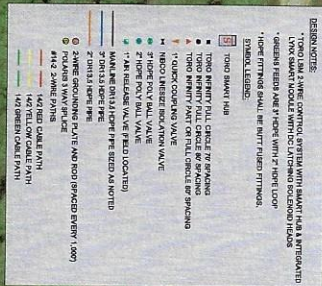 DESIGN NOTES:
* TORO LSM 2-WIRE CONTROL SYSTEM WITH SMART HUB & INTEGRATED
LYNX SMART MODULE WITH DC LATCHING SOLENOID HEADS
* GREENS FEEDS ARE 3" HDPE WITH 2" HDPE LOOP
* HDPE FITTINGS SHALL BE BUTT FUSED FITTINGS.
SYMBOL LEGEND:
TORO SMART HUB
TORO INFINITY FULL CIRCLE 70' SPACING
TORO INFINITY FULL CIRCLE 80' SPACING
TORO INFINITY PART OR FULL CIRCLE 80' SPACING
1" QUICK COUPLING VALVE
NIBCO LINESIZE ISOLATION VALVE
3" HDPE POLY BALL VALVE
2" HDPE POLY BALL VALVE
AIR RELEASE VALVE (FIELD LOCATED)
MAINLINE DR13.5 HDPE PIPE SIZED AS NOTED
3" DR13.5 HDPE PIPE
2" DR13.5 HDPE PIPE
2-WIRE GROUNDING PLATE AND ROD (SPACED EVERY 1,000')
POLARIS 3 WAY SPLICE
#14-2 2-WIRE PATHS
14/2 RED CABLE PATH
14/2 YELLOW CABLE PATH
14/2 GREEN CABLE PATH